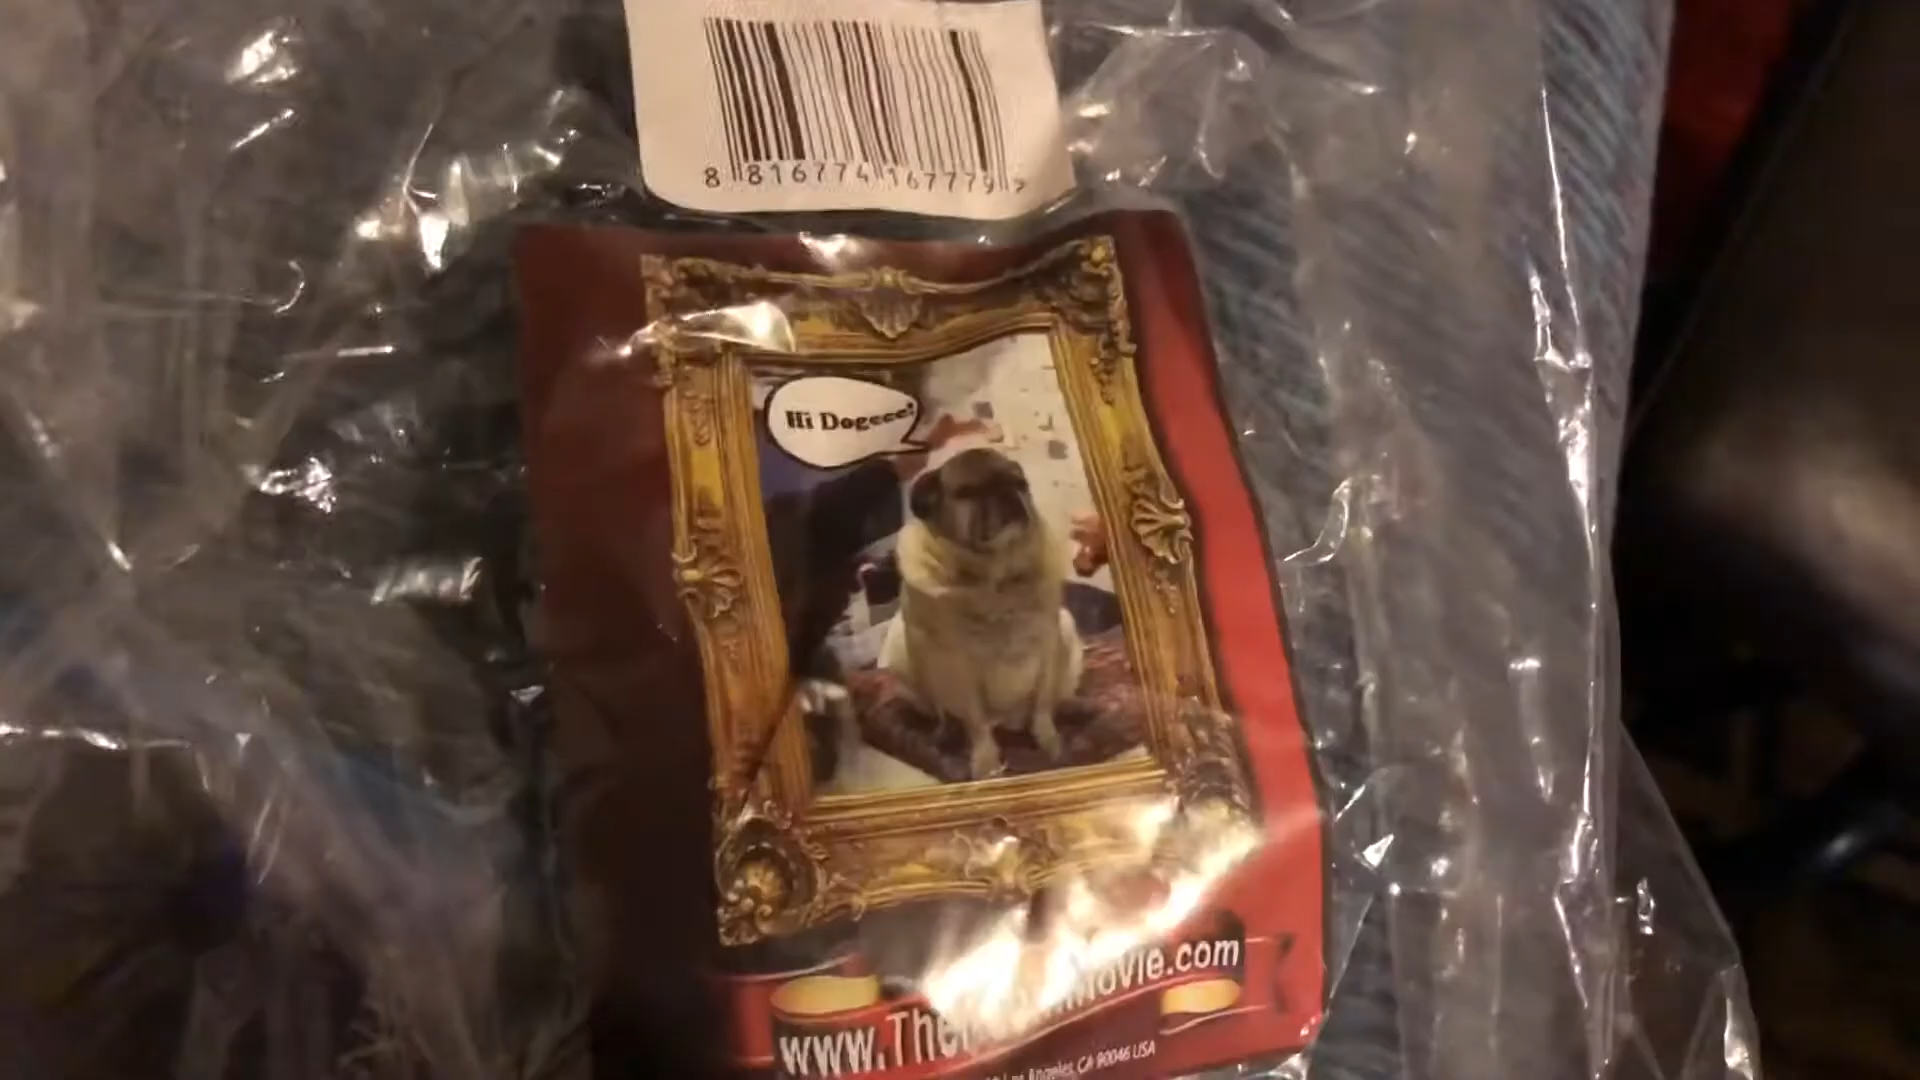 8 816774 167779 >
Hi Dogeee!
www.The
Movie.com
Los Angeles, CA 90046 USA